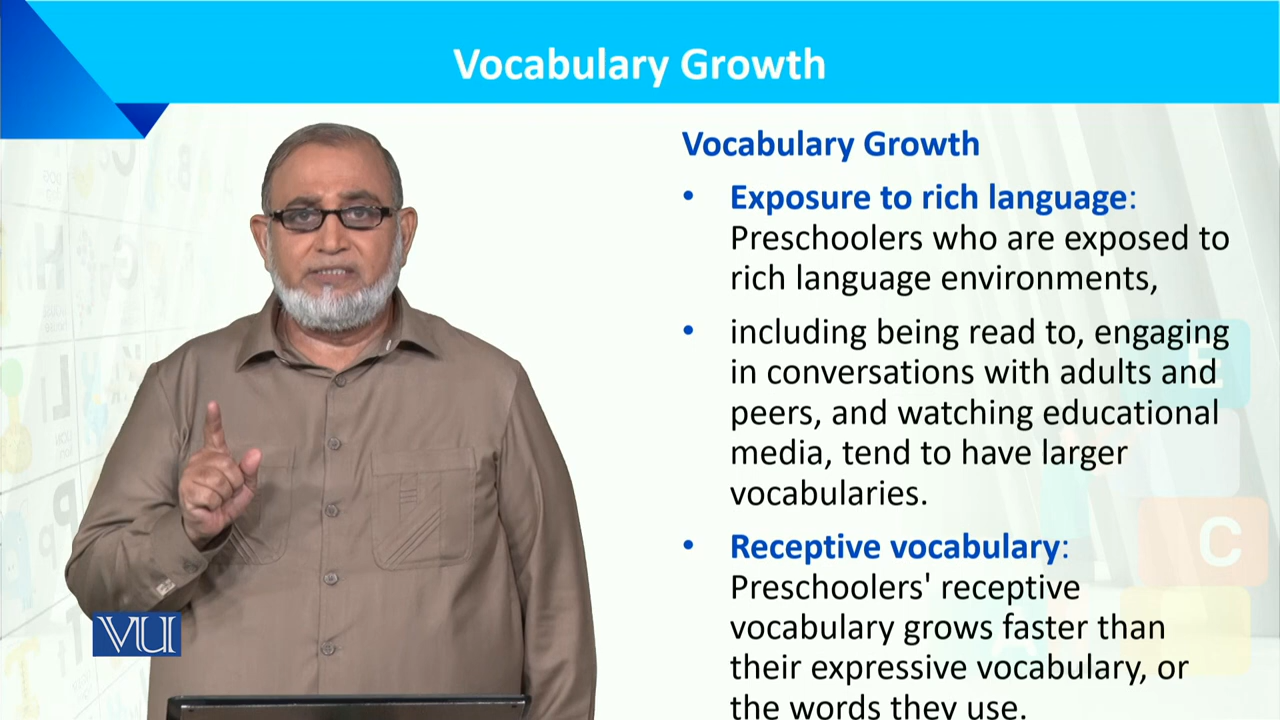 Vocabulary Growth
Vocabulary Growth
• Exposure to rich language:
Preschoolers who are exposed to
rich language environments,
• including being read to, engaging
in conversations with adults and
peers, and watching educational
media, tend to have larger
vocabularies.
• Receptive vocabulary:
Preschoolers' receptive
vocabulary grows faster than
their expressive vocabulary, or
the words they use.
VU
E
C